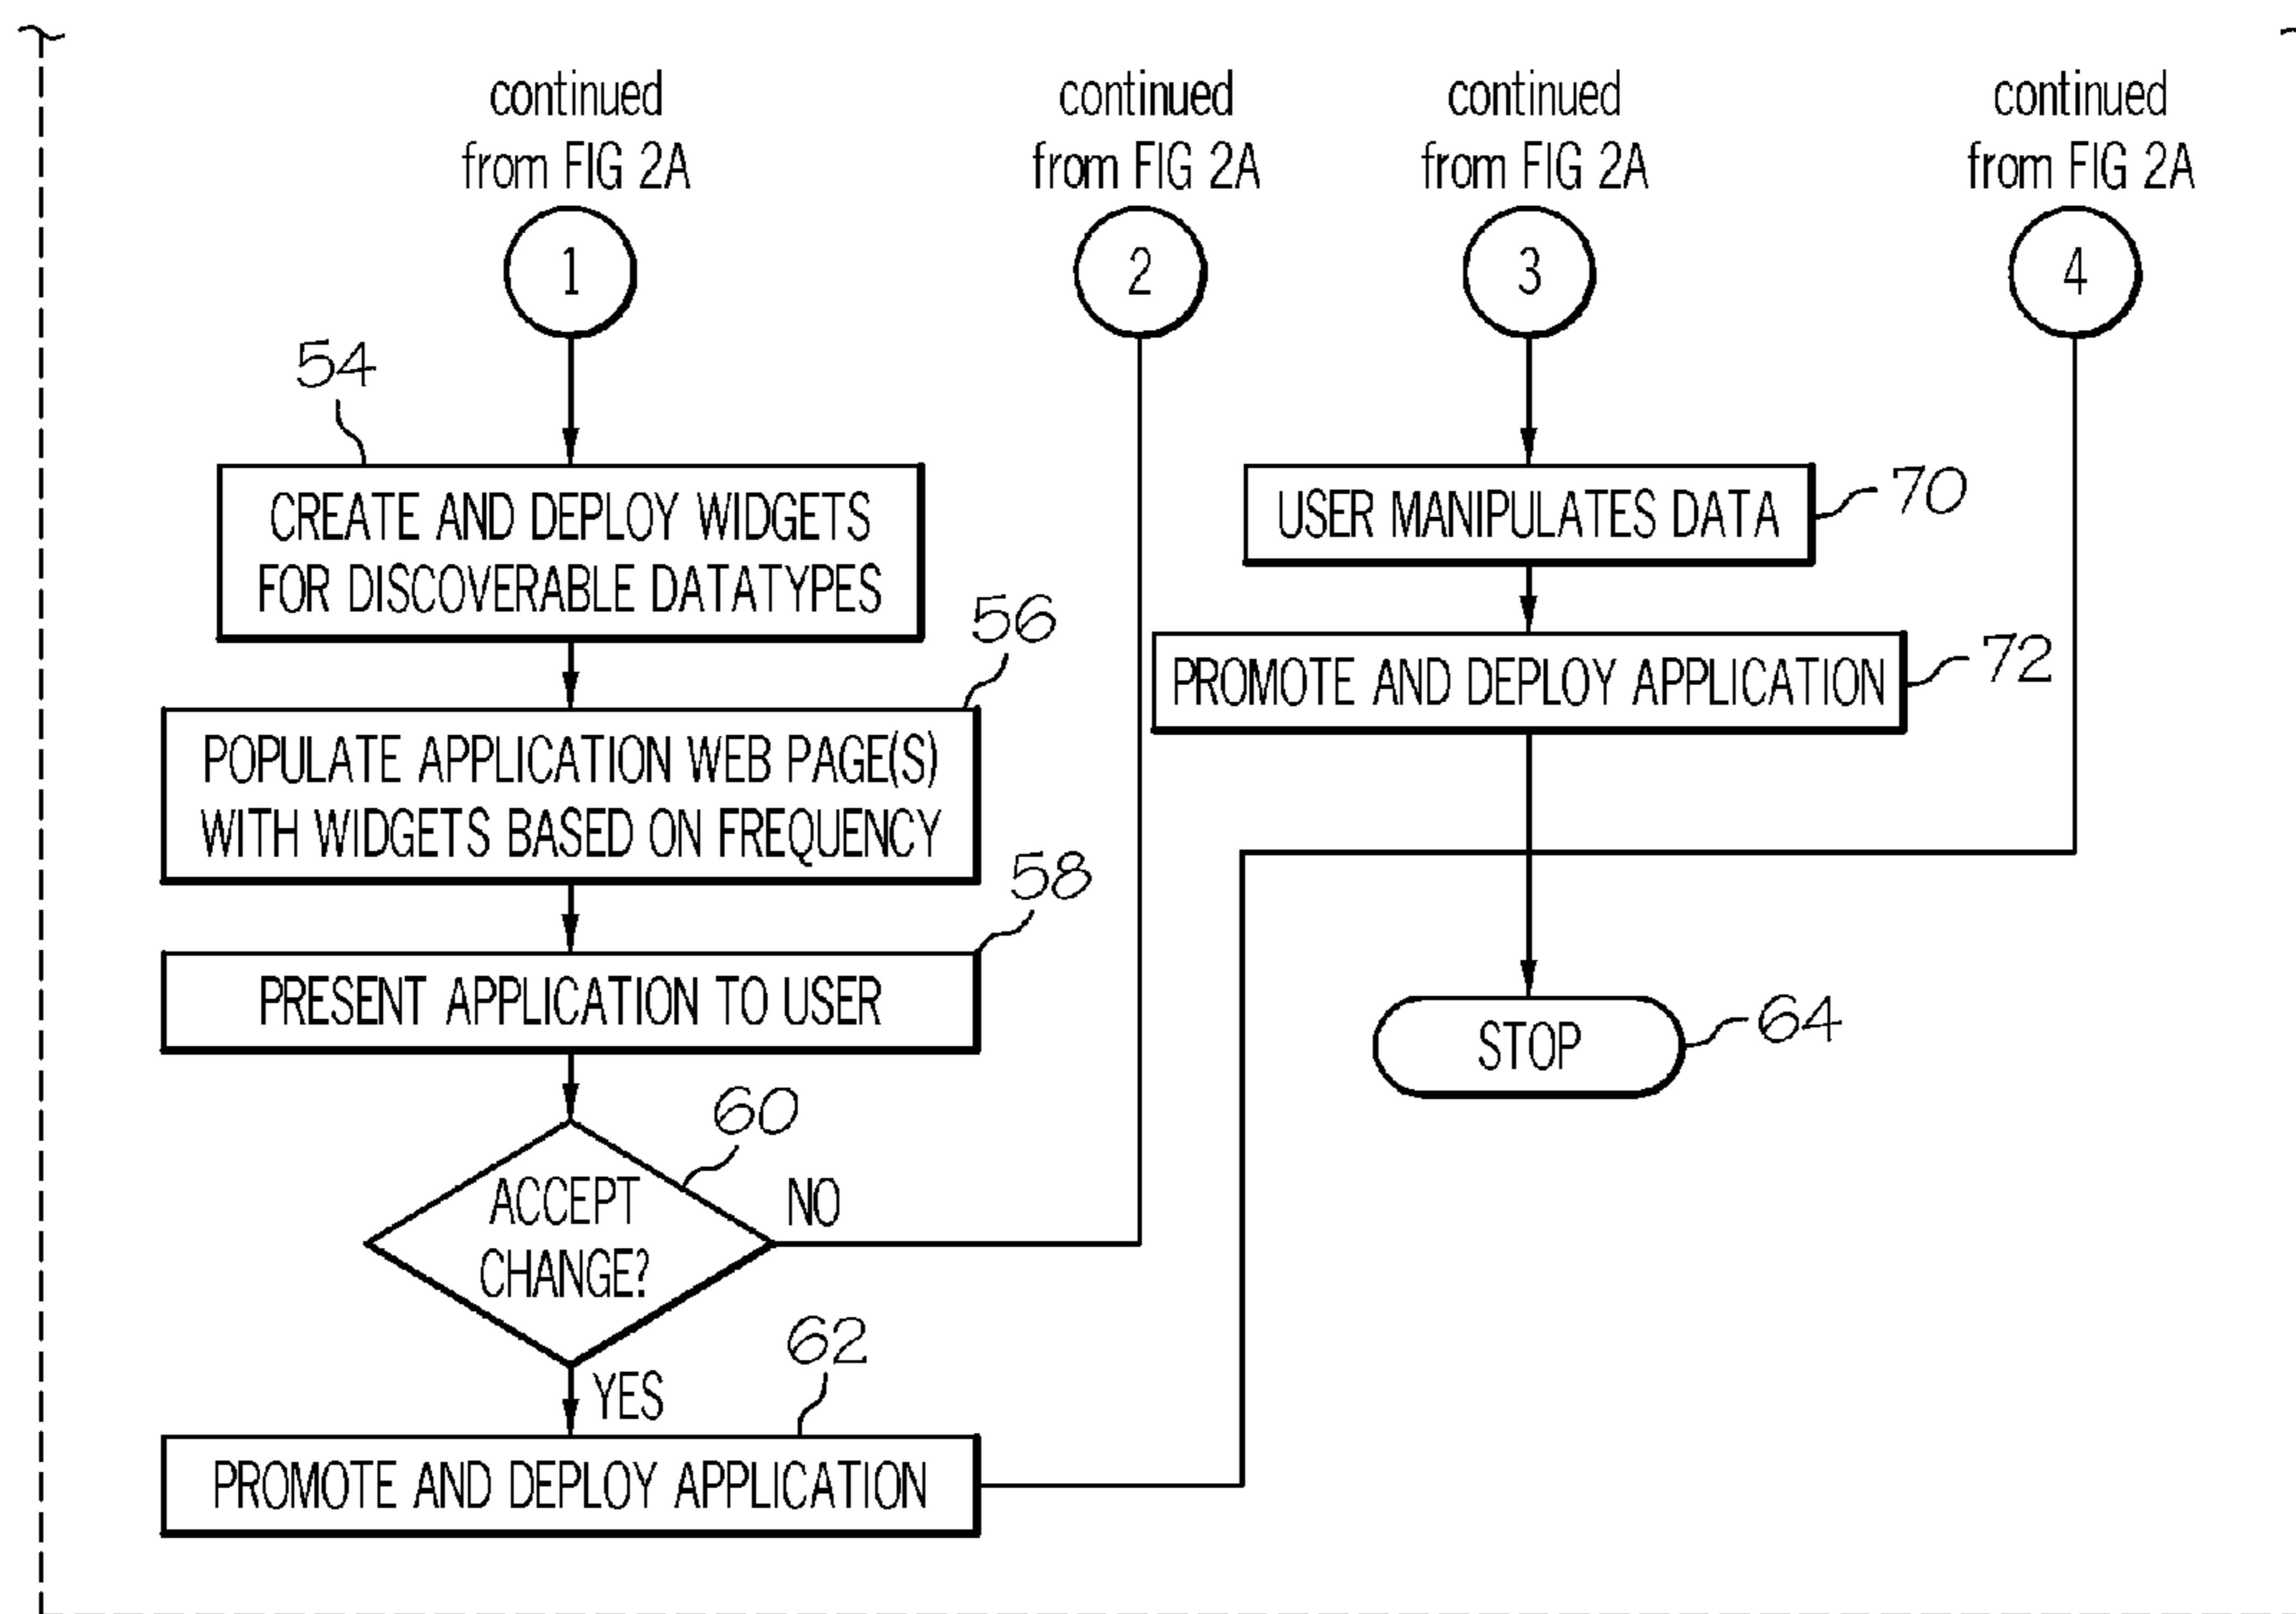 continued
from FIG 2A
1
continued
from FIG 2A
2
continued
from FIG 2A
3
continued
from FIG 2A
4
54
CREATE AND DEPLOY WIDGETS
FOR DISCOVERABLE DATATYPES
56
POPULATE APPLICATION WEB PAGE(S)
WITH WIDGETS BASED ON FREQUENCY
58
PRESENT APPLICATION TO USER
60
ACCEPT
CHANGE?
NO
YES
62
PROMOTE AND DEPLOY APPLICATION
USER MANIPULATES DATA
70
PROMOTE AND DEPLOY APPLICATION
72
STOP
64